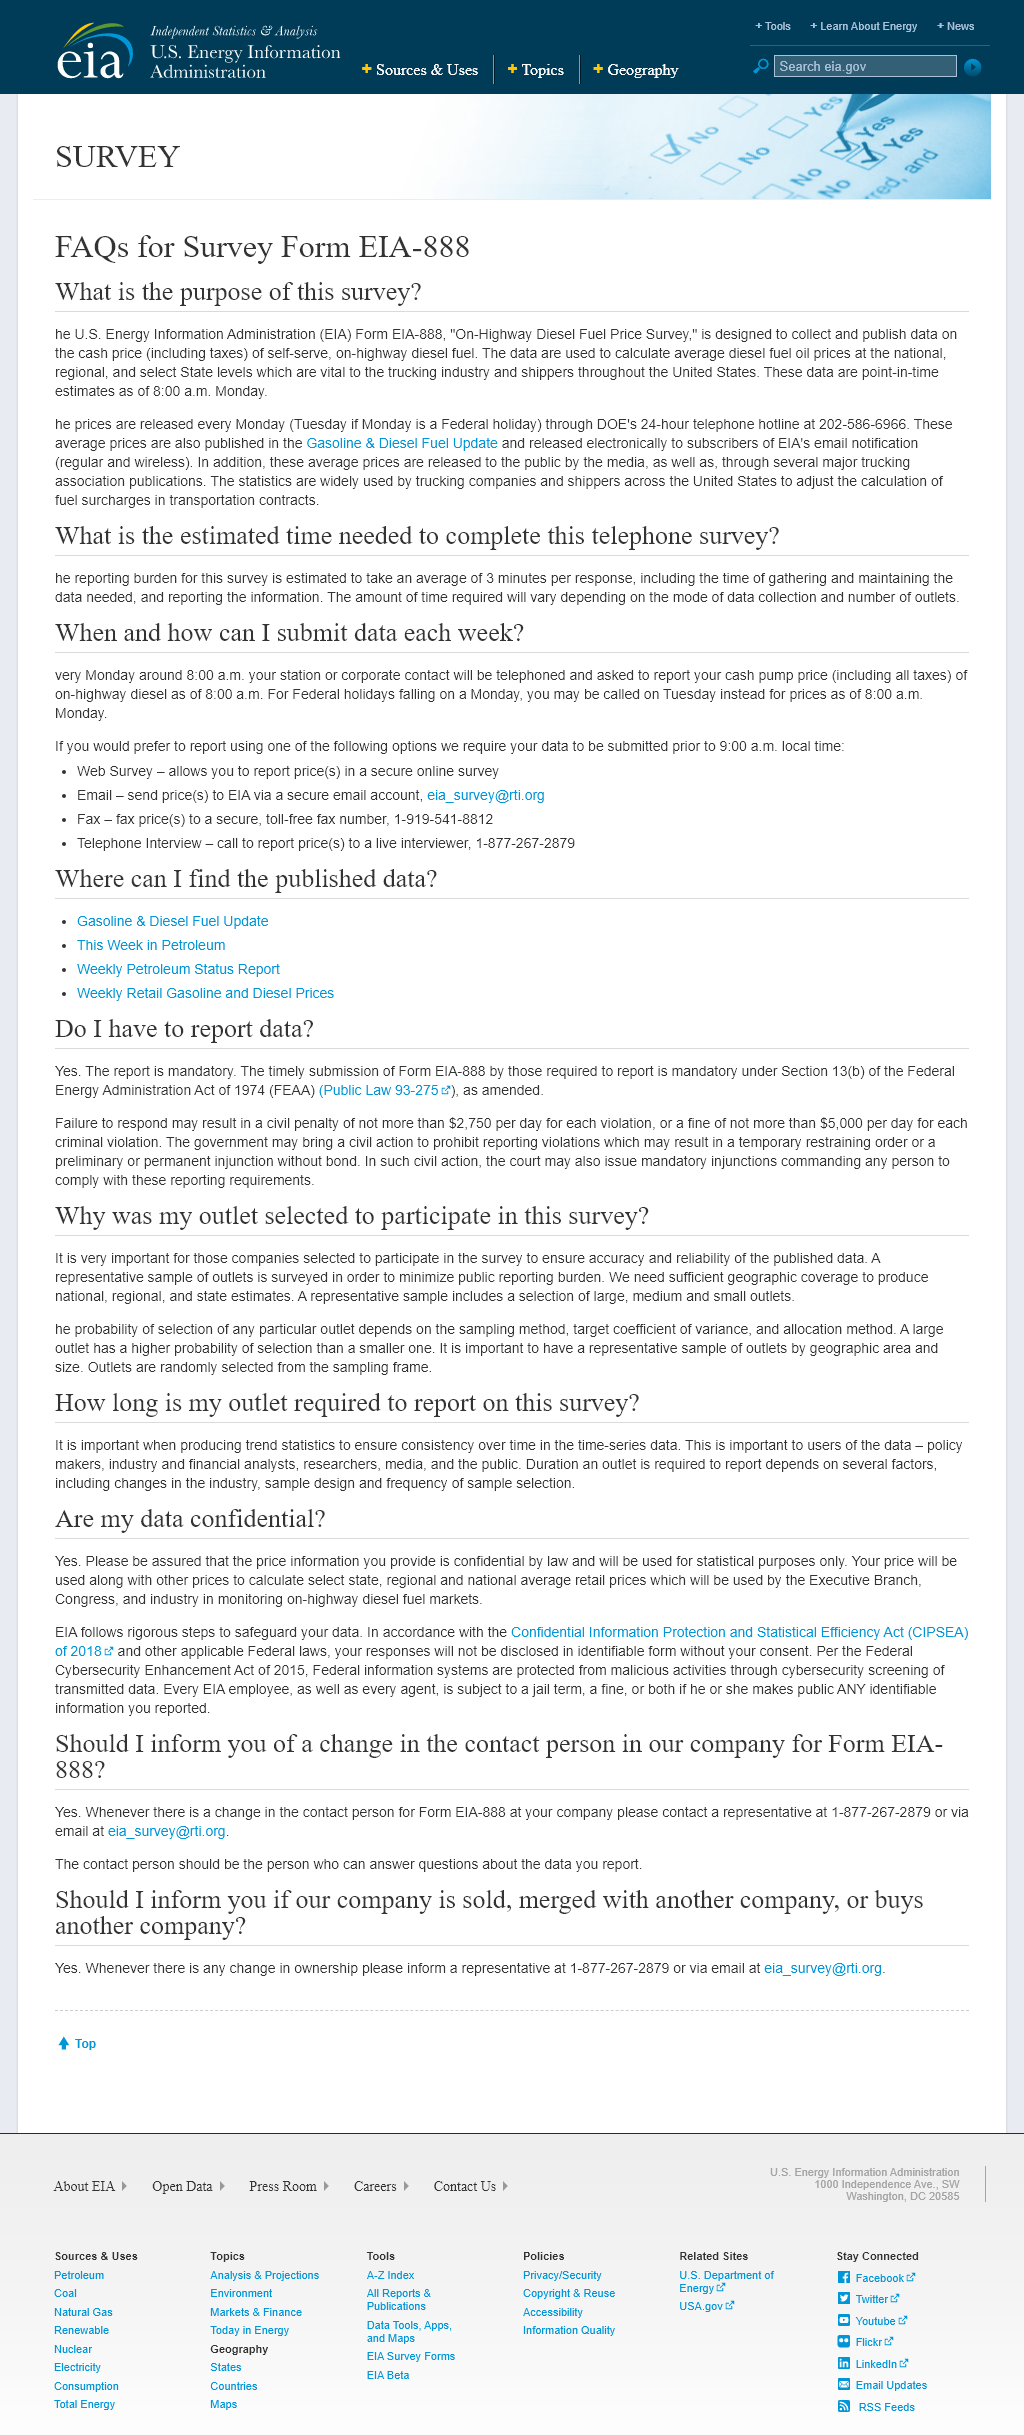 eia
Independent Statistics & Analysis
U.S. Energy Information
Administration
+ Sources & Uses
+ Topics
+ Geography
+ Tools
+ Learn About Energy
+ News
Search eia.gov
No
No
No
No
Yes
Yes
Yes
SURVEY
FAQs for Survey Form EIA-888
What is the purpose of this survey?
he U.S. Energy Information Administration (EIA) Form EIA-888, "On-Highway Diesel Fuel Price Survey," is designed to collect and publish data on
the cash price (including taxes) of self-serve, on-highway diesel fuel. The data are used to calculate average diesel fuel oil prices at the national,
regional, and select State levels which are vital to the trucking industry and shippers throughout the United States. These data are point-in-time
estimates as of 8:00 a.m. Monday.
he prices are released every Monday (Tuesday if Monday is a Federal holiday) through DOE's 24-hour telephone hotline at 202-586-6966. These
average prices are also published in the Gasoline & Diesel Fuel Update and released electronically to subscribers of EIA's email notification
(regular and wireless). In addition, these average prices are released to the public by the media, as well as, through several major trucking
association publications. The statistics are widely used by trucking companies and shippers across the United States to adjust the calculation of
fuel surcharges in transportation contracts.
What is the estimated time needed to complete this telephone survey?
he reporting burden for this survey is estimated to take an average of 3 minutes per response, including the time of gathering and maintaining the
data needed, and reporting the information. The amount of time required will vary depending on the mode of data collection and number of outlets.
When and how can I submit data each week?
very Monday around 8:00 a.m. your station or corporate contact will be telephoned and asked to report your cash pump price (including all taxes) of
on-highway diesel as of 8:00 a.m. For Federal holidays falling on a Monday, you may be called on Tuesday instead for prices as of 8:00 a.m.
Monday.
If you would prefer to report using one of the following options we require your data to be submitted prior to 9:00 a.m. local time:
• Web Survey – allows you to report price(s) in a secure online survey
• Email – send price(s) to EIA via a secure email account, eia_survey@rti.org
• Fax – fax price(s) to a secure, toll-free fax number, 1-919-541-8812
• Telephone Interview – call to report price(s) to a live interviewer, 1-877-267-2879
Where can I find the published data?
• Gasoline & Diesel Fuel Update
• This Week in Petroleum
• Weekly Petroleum Status Report
• Weekly Retail Gasoline and Diesel Prices
Do I have to report data?
Yes. The report is mandatory. The timely submission of Form EIA-888 by those required to report is mandatory under Section 13(b) of the Federal
Energy Administration Act of 1974 (FEAA) (Public Law 93-275), as amended.
Failure to respond may result in a civil penalty of not more than $2,750 per day for each violation, or a fine of not more than $5,000 per day for each
criminal violation. The government may bring a civil action to prohibit reporting violations which may result in a temporary restraining order or a
preliminary or permanent injunction without bond. In such civil action, the court may also issue mandatory injunctions commanding any person to
comply with these reporting requirements.
Why was my outlet selected to participate in this survey?
It is very important for those companies selected to participate in the survey to ensure accuracy and reliability of the published data. A
representative sample of outlets is surveyed in order to minimize public reporting burden. We need sufficient geographic coverage to produce
national, regional, and state estimates. A representative sample includes a selection of large, medium and small outlets.
he probability of selection of any particular outlet depends on the sampling method, target coefficient of variance, and allocation method. A large
outlet has a higher probability of selection than a smaller one. It is important to have a representative sample of outlets by geographic area and
size. Outlets are randomly selected from the sampling frame.
How long is my outlet required to report on this survey?
It is important when producing trend statistics to ensure consistency over time in the time-series data. This is important to users of the data – policy
makers, industry and financial analysts, researchers, media, and the public. Duration an outlet is required to report depends on several factors,
including changes in the industry, sample design and frequency of sample selection.
Are my data confidential?
Yes. Please be assured that the price information you provide is confidential by law and will be used for statistical purposes only. Your price will be
used along with other prices to calculate select state, regional and national average retail prices which will be used by the Executive Branch,
Congress, and industry in monitoring on-highway diesel fuel markets.
EIA follows rigorous steps to safeguard your data. In accordance with the Confidential Information Protection and Statistical Efficiency Act (CIPSEA)
of 2018 and other applicable Federal laws, your responses will not be disclosed in identifiable form without your consent. Per the Federal
Cybersecurity Enhancement Act of 2015, Federal information systems are protected from malicious activities through cybersecurity screening of
transmitted data. Every EIA employee, as well as every agent, is subject to a jail term, a fine, or both if he or she makes public ANY identifiable
information you reported.
Should I inform you of a change in the contact person in our company for Form EIA-
888?
Yes. Whenever there is a change in the contact person for Form EIA-888 at your company please contact a representative at 1-877-267-2879 or via
email at eia_survey@rti.org.
The contact person should be the person who can answer questions about the data you report.
Should I inform you if our company is sold, merged with another company, or buys
another company?
Yes. Whenever there is any change in ownership please inform a representative at 1-877-267-2879 or via email at eia_survey@rti.org.
Top
About EIA
Open Data
Press Room
Careers
Contact Us
U.S. Energy Information Administration
1000 Independence Ave., SW
Washington, DC 20585
Sources & Uses
Petroleum
Coal
Natural Gas
Renewable
Nuclear
Electricity
Consumption
Total Energy
Topics
Analysis & Projections
Environment
Markets & Finance
Today in Energy
Geography
States
Countries
Maps
Tools
A-Z Index
All Reports &
Publications
Data Tools, Apps,
and Maps
EIA Survey Forms
EIA Beta
Policies
Privacy/Security
Copyright & Reuse
Accessibility
Information Quality
Related Sites
U.S. Department of
Energy
USA.gov
Stay Connected
Facebook
Twitter
Youtube
Flickr
LinkedIn
Email Updates
RSS Feeds